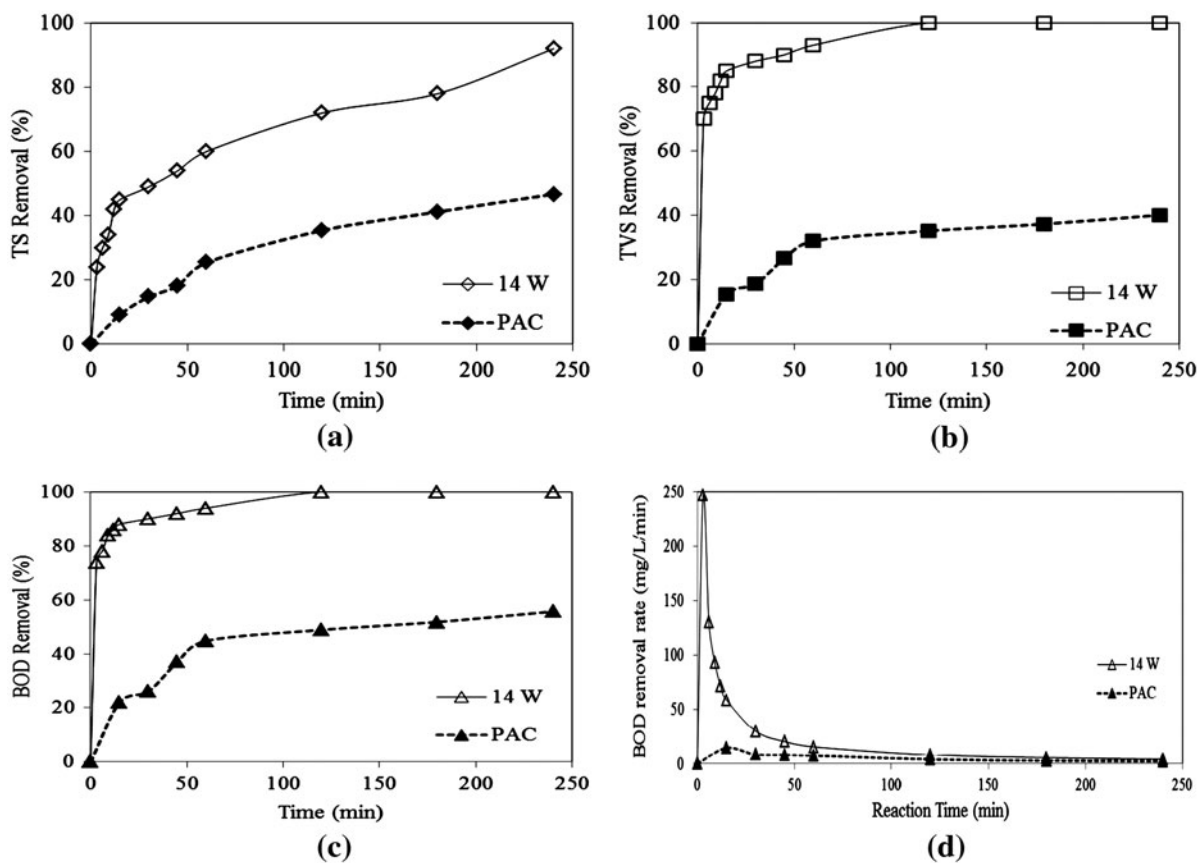 100
80
60
40
20
0
TS Removal (%)
14 W
PAC
0 50 100 150 200 250
Time (min)
(a)
100
80
60
40
20
0
TVS Removal (%)
14 W
PAC
0 50 100 150 200 250
Time (min)
(b)
100
80
60
40
20
0
BOD Removal (%)
14 W
PAC
0 50 100 150 200 250
Time (min)
(c)
250
200
150
100
50
0
BOD removal rate (mg/L/min)
14 W
PAC
0 50 100 150 200 250
Reaction Time (min)
(d)